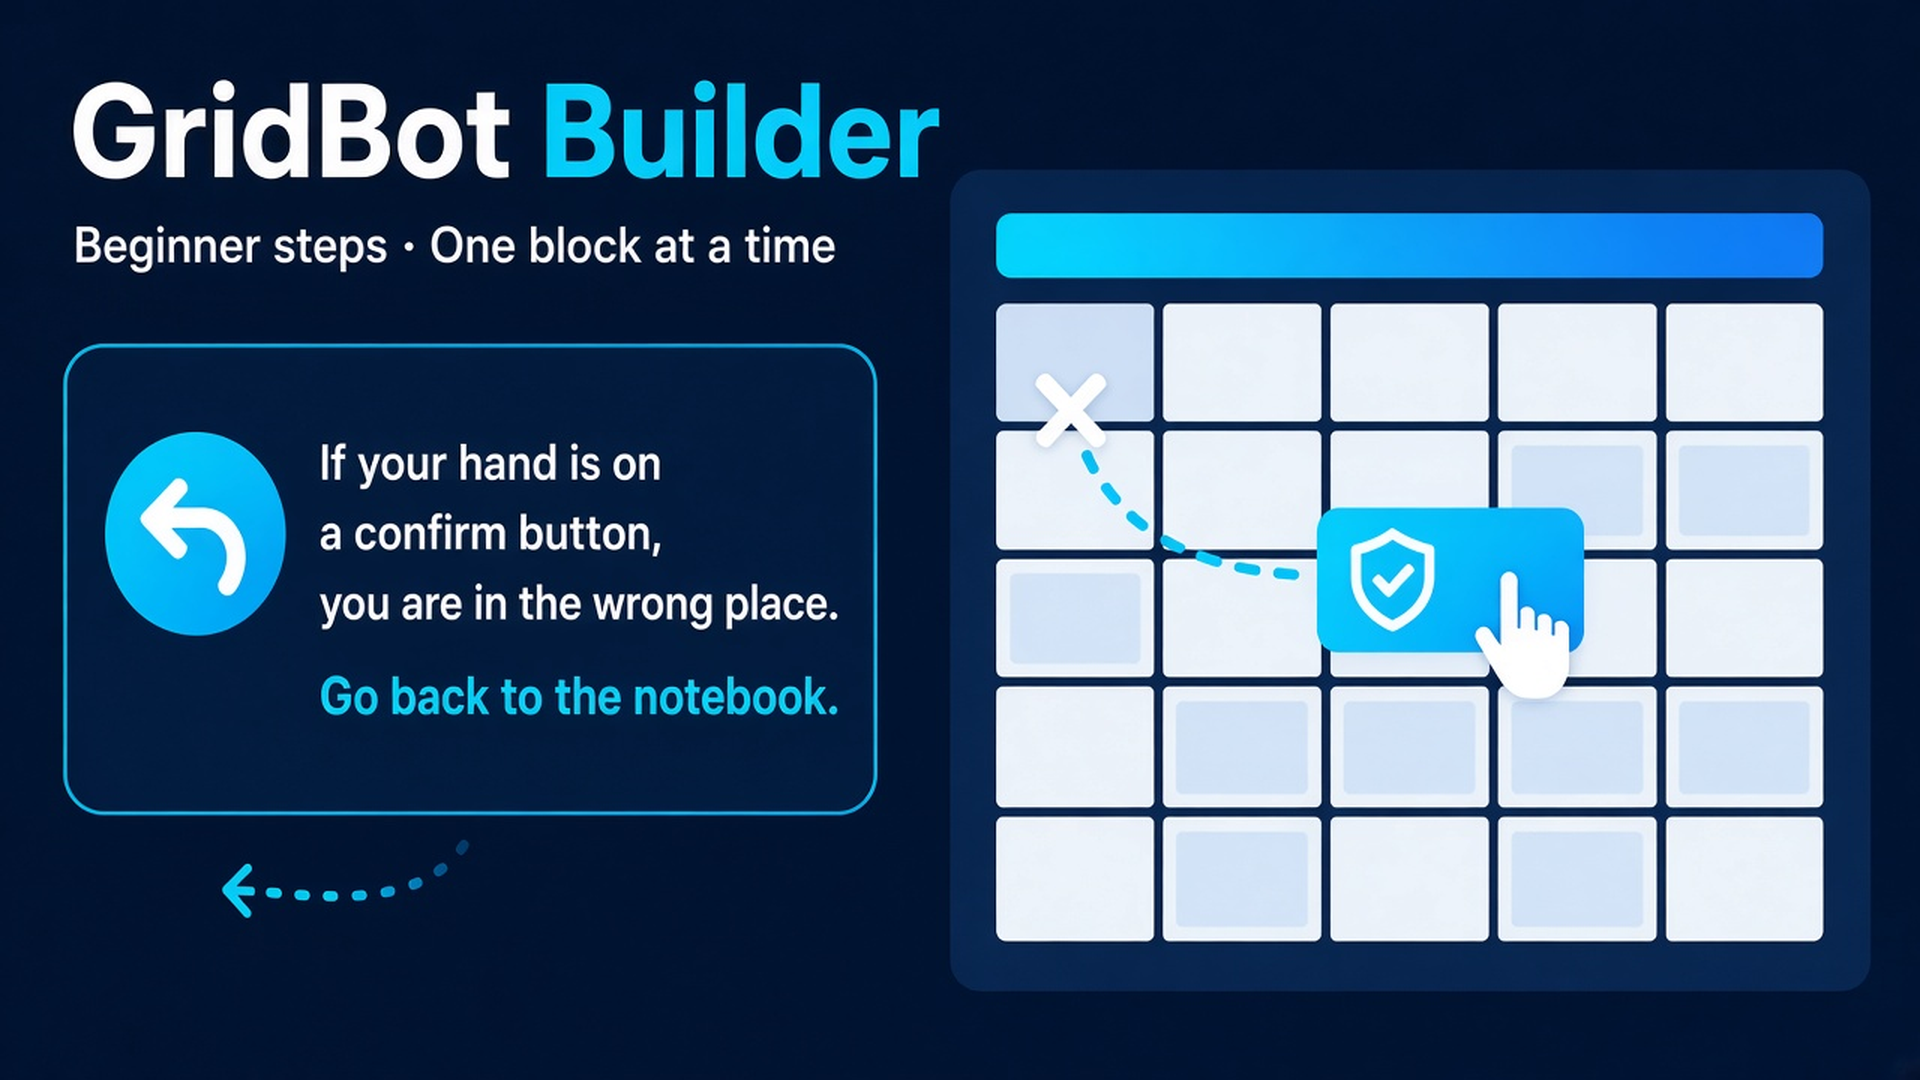 GridBot Builder
Beginner steps · One block at a time
If your hand is on
a confirm button,
you are in the wrong place.
Go back to the notebook.